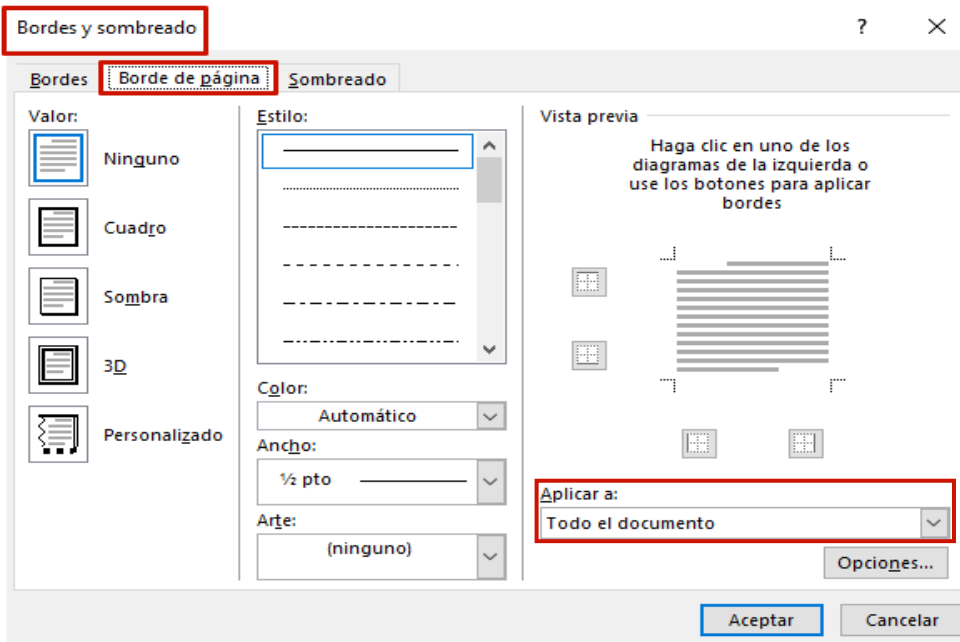 Bordes y sombreado
?
Bordes
Borde de página
Sombreado
Valor:
Ninguno
Cuadro
Sombra
3D
Personalizado
Estilo:
Color:
Automático
Ancho:
½ pto
Arte:
(ninguno)
Vista previa
Haga clic en uno de los
diagramas de la izquierda o
use los botones para aplicar
bordes
Aplicar a:
Todo el documento
Opciones...
Aceptar
Cancelar